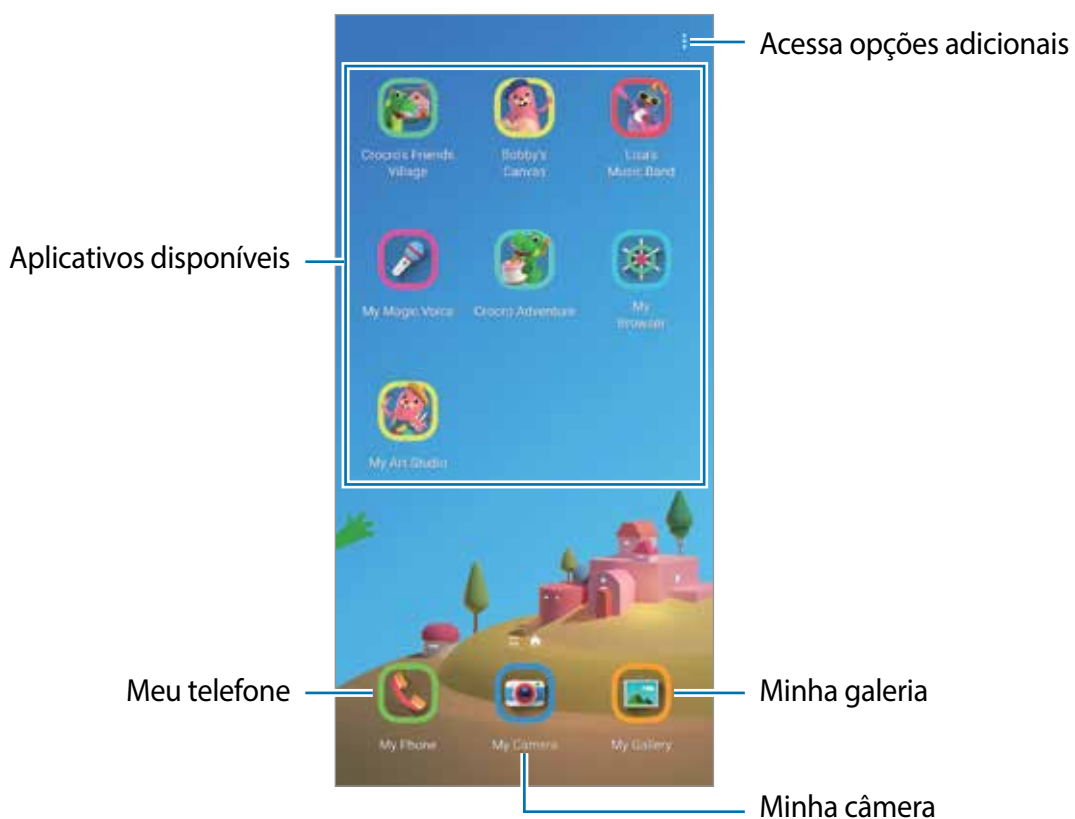 Acessa opções adicionais
Crocro's Friends
Village
Bobby's
Canvas
Lisa's
Music Band
Aplicativos disponíveis
My Magic Voice
Crocro Adventure
My
Browser
My Art Studio
Meu telefone
Minha galeria
My Phone
My Camera
My Gallery
Minha câmera